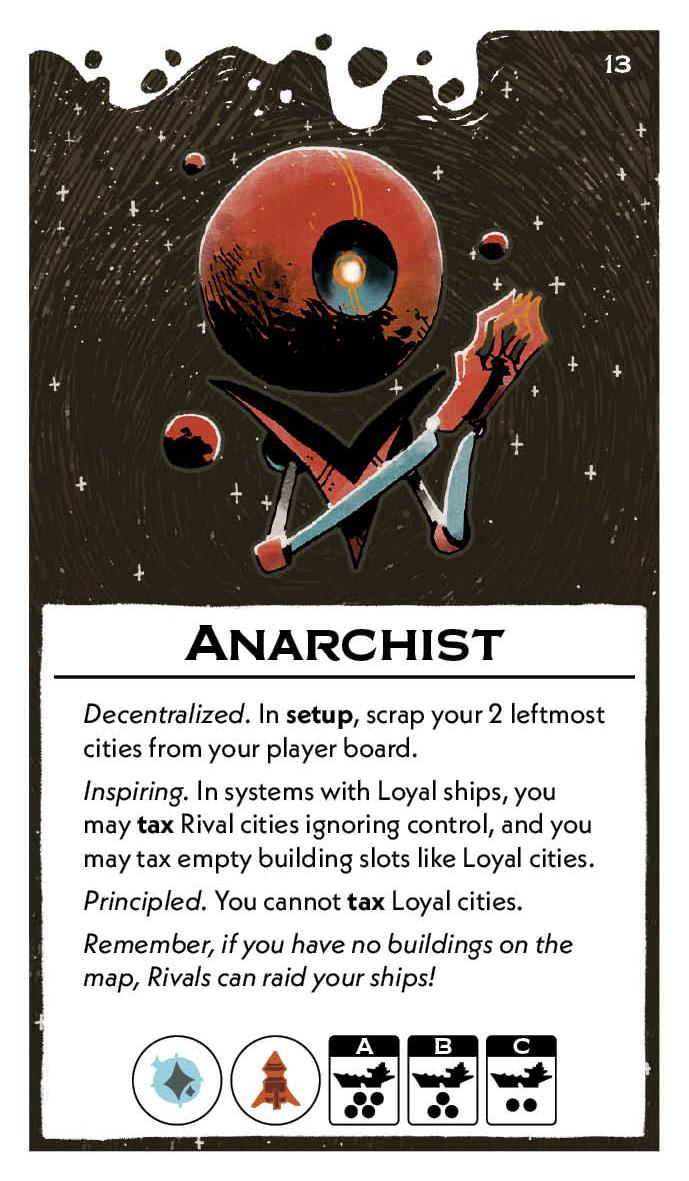 13
ANARCHIST
Decentralized. In setup, scrap your 2 leftmost
cities from your player board.
Inspiring. In systems with Loyal ships, you
may tax Rival cities ignoring control, and you
may tax empty building slots like Loyal cities.
Principled. You cannot tax Loyal cities.
Remember, if you have no buildings on the
map, Rivals can raid your ships!
A B C